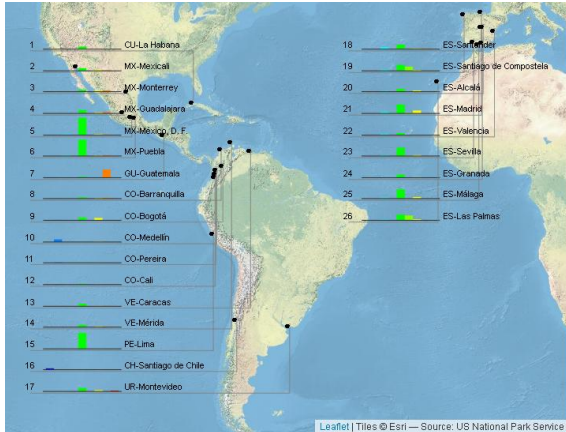 1 CU-La Habana
2 MX-Mexicali
3 MX-Monterrey
4 MX-Guadalajara
5 MX-México, D. F.
6 MX-Puebla
7 GU-Guatemala
8 CO-Barranquilla
9 CO-Bogotá
10 CO-Medellín
11 CO-Pereira
12 CO-Cali
13 VE-Caracas
14 VE-Mérida
15 PE-Lima
16 CH-Santiago de Chile
17 UR-Montevideo
18 ES-Santander
19 ES-Santiago de Compostela
20 ES-Alcalá
21 ES-Madrid
22 ES-Valencia
23 ES-Sevilla
24 ES-Granada
25 ES-Málaga
26 ES-Las Palmas
Leaflet | Tiles © Esri — Source: US National Park Service